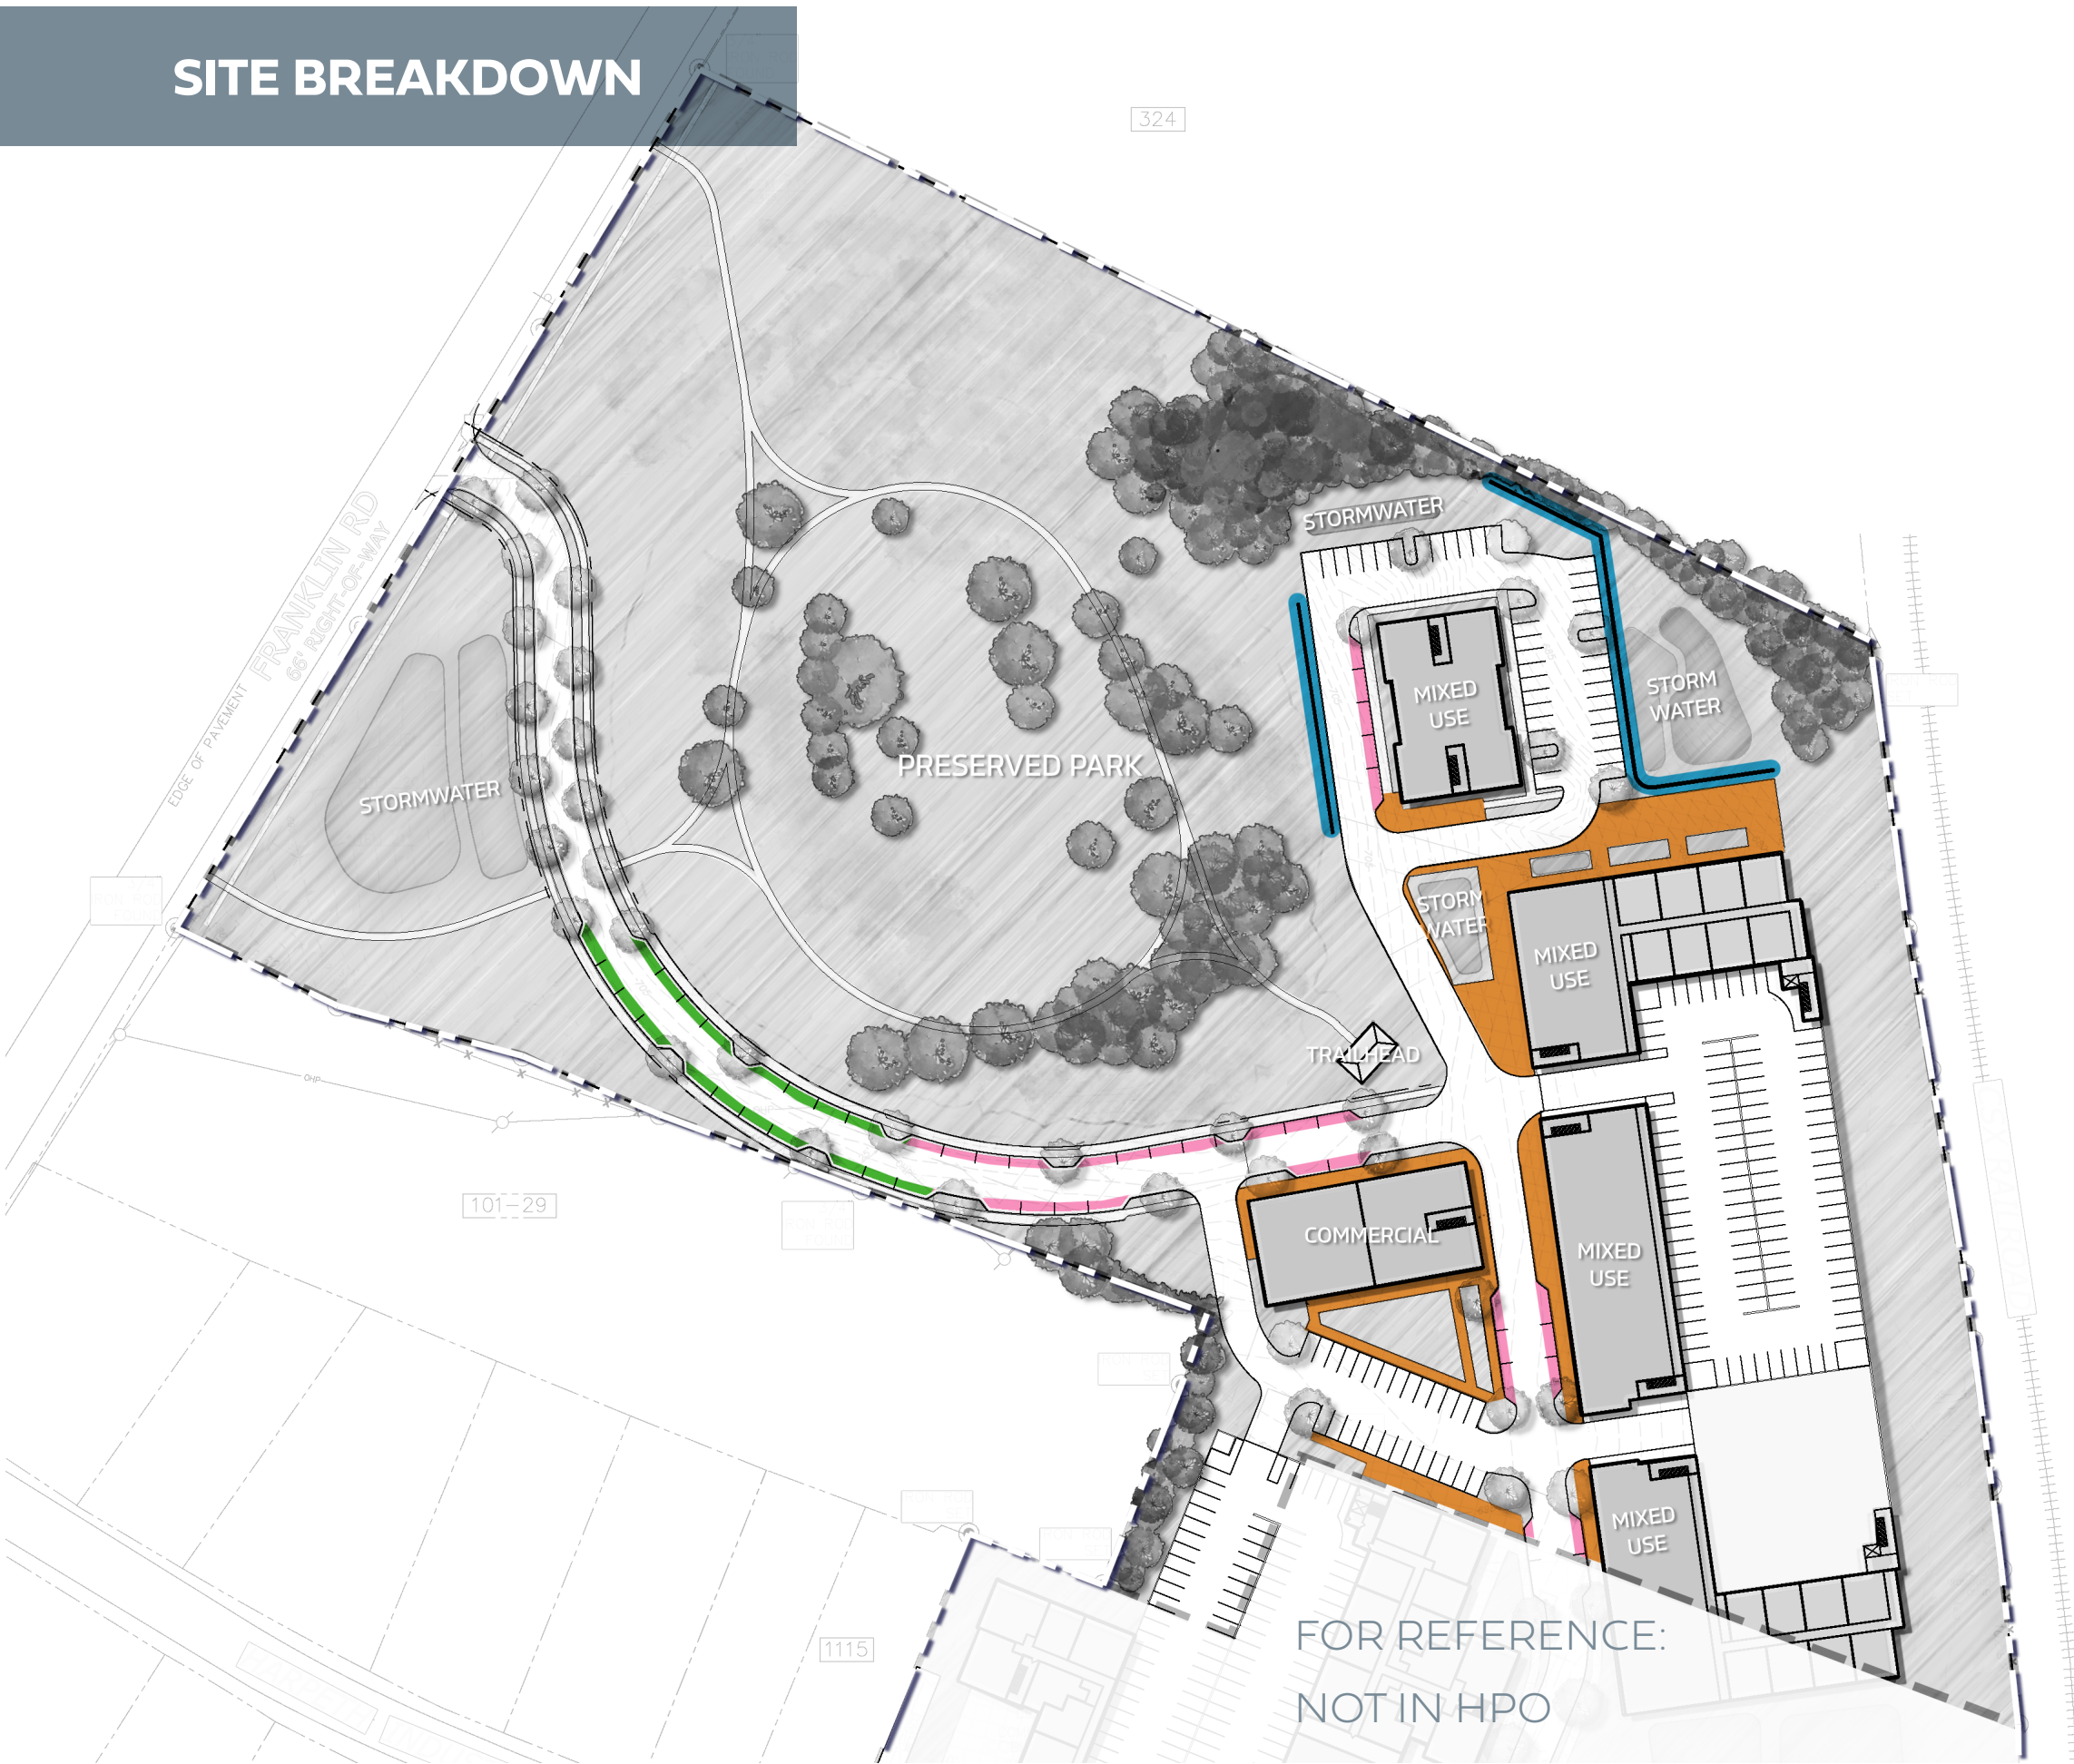 SITE BREAKDOWN
324
FRANKLIN RD
66' RIGHT-OF-WAY
EDGE OF PAVEMENT
STORMWATER
STORMWATER
MIXED
USE
STORM
WATER
PRESERVED PARK
STORM
WATER
MIXED
USE
TRAILHEAD
OHP
101-29
COMMERCIAL
MIXED
USE
MIXED
USE
1115
FOR REFERENCE:
NOT IN HPO